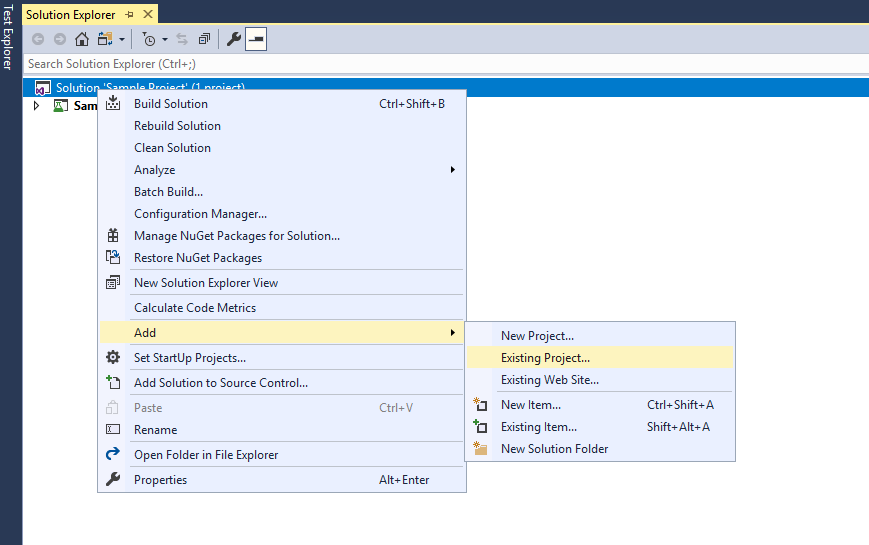 Test Explorer
Solution Explorer
Search Solution Explorer (Ctrl+;)
Solution 'Sample Project' (1 project)
Sam
Build Solution Ctrl+Shift+B
Rebuild Solution
Clean Solution
Analyze
Batch Build...
Configuration Manager...
Manage NuGet Packages for Solution...
Restore NuGet Packages
New Solution Explorer View
Calculate Code Metrics
Add
Set StartUp Projects...
Add Solution to Source Control...
Paste Ctrl+V
Rename
Open Folder in File Explorer
Properties Alt+Enter
New Project...
Existing Project...
Existing Web Site...
New Item... Ctrl+Shift+A
Existing Item... Shift+Alt+A
New Solution Folder